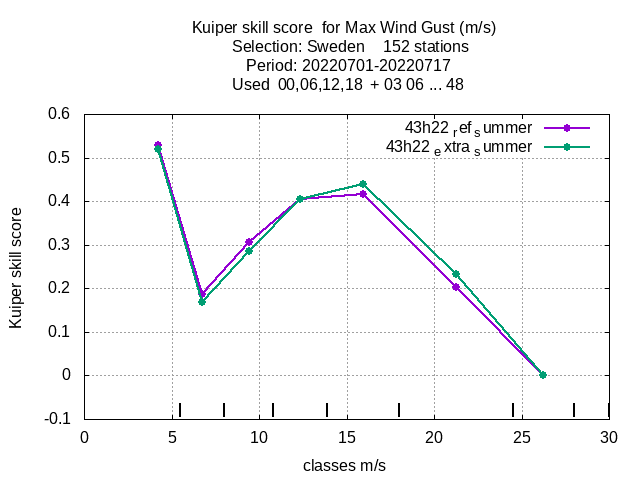 Kuiper skill score  for Max Wind Gust (m/s)
Selection: Sweden    152 stations
Period: 20220701-20220717
Used  00,06,12,18  + 03 06 ... 48
43h22 ref summer
43h22 extra summer
0.6
0.5
0.4
0.3
0.2
0.1
0
-0.1
Kuiper skill score
0 5 10 15 20 25 30
classes m/s